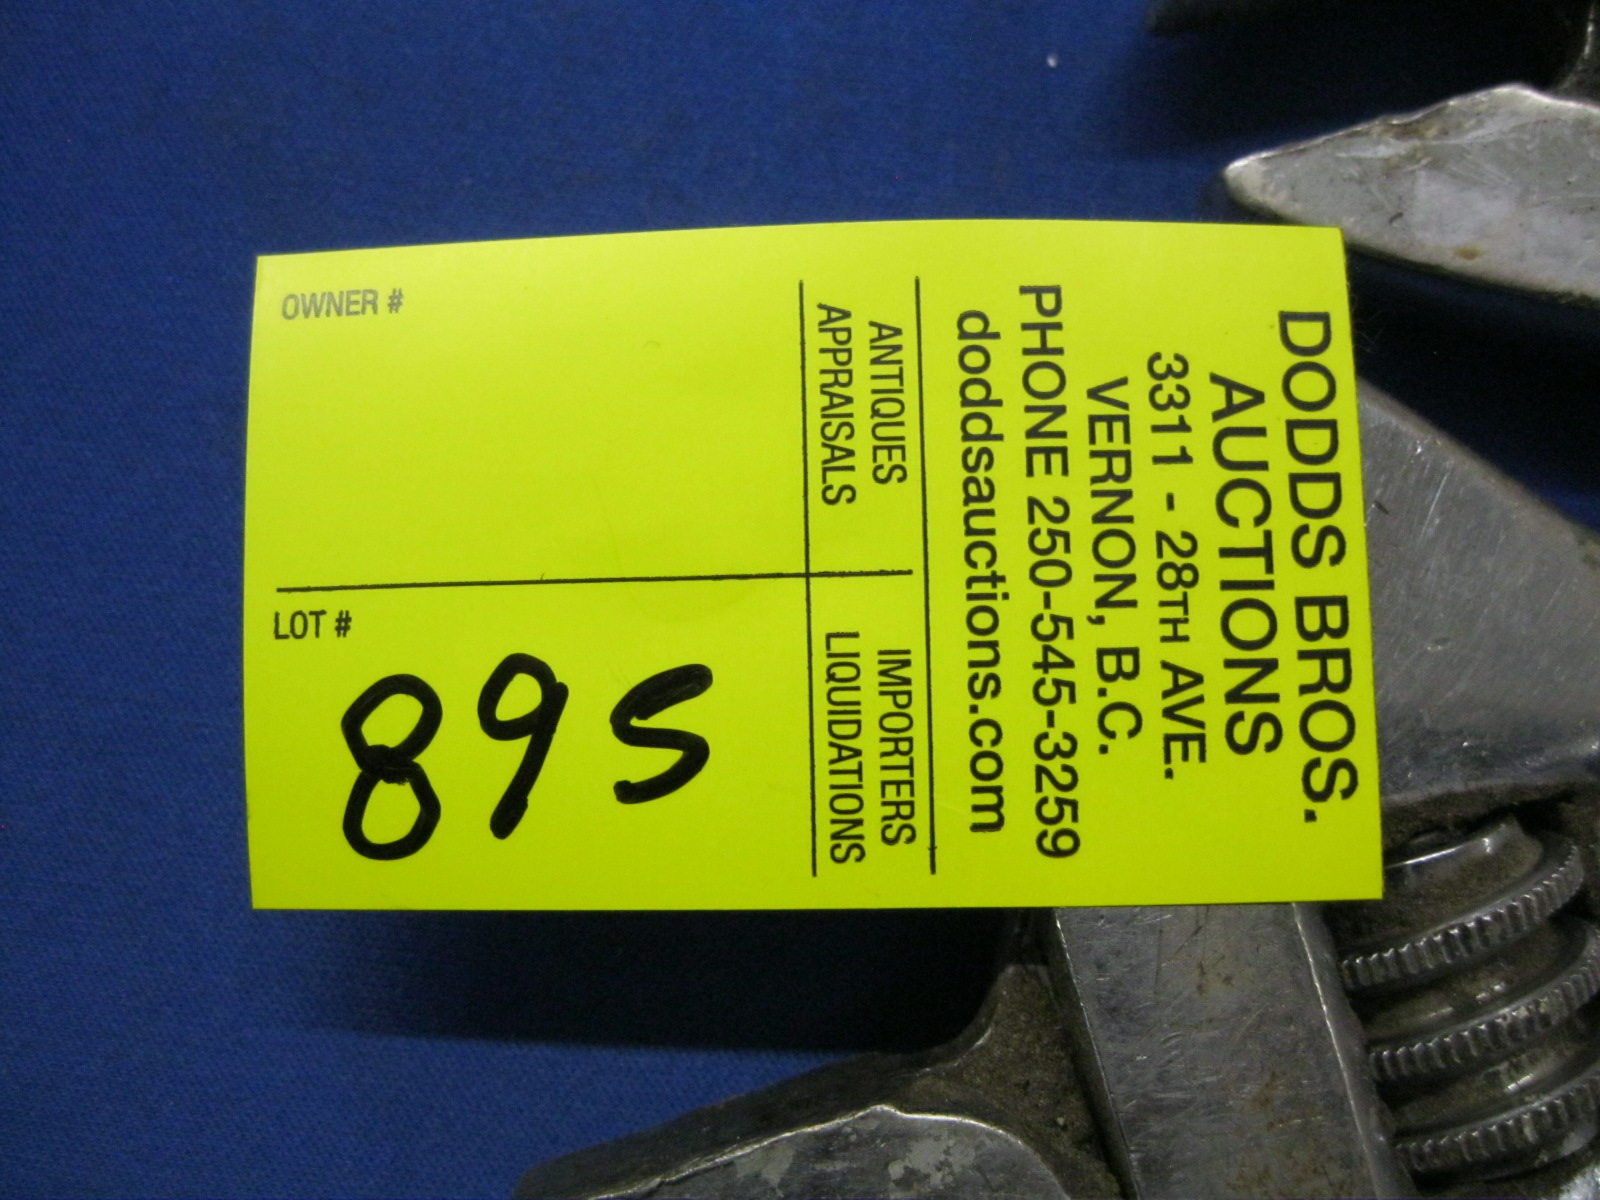 DODDS BROS.
AUCTIONS
3311 - 28TH AVE.
VERNON, B.C.
PHONE 250-545-3259
doddsauctions.com
ANTIQUES
APPRAISALS
IMPORTERS
LIQUIDATIONS
OWNER #
LOT #
895